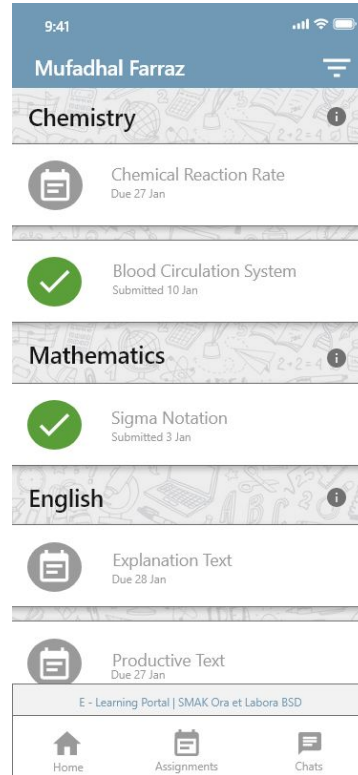 9:41
Mufadhal Farraz
Chemistry
Chemical Reaction Rate
Due 27 Jan
Blood Circulation System
Submitted 10 Jan
Mathematics
Sigma Notation
Submitted 3 Jan
English
Explanation Text
Due 28 Jan
Productive Text
Due 27 Jan
E - Learning Portal | SMAK Ora et Labora BSD
Home
Assignments
Chats